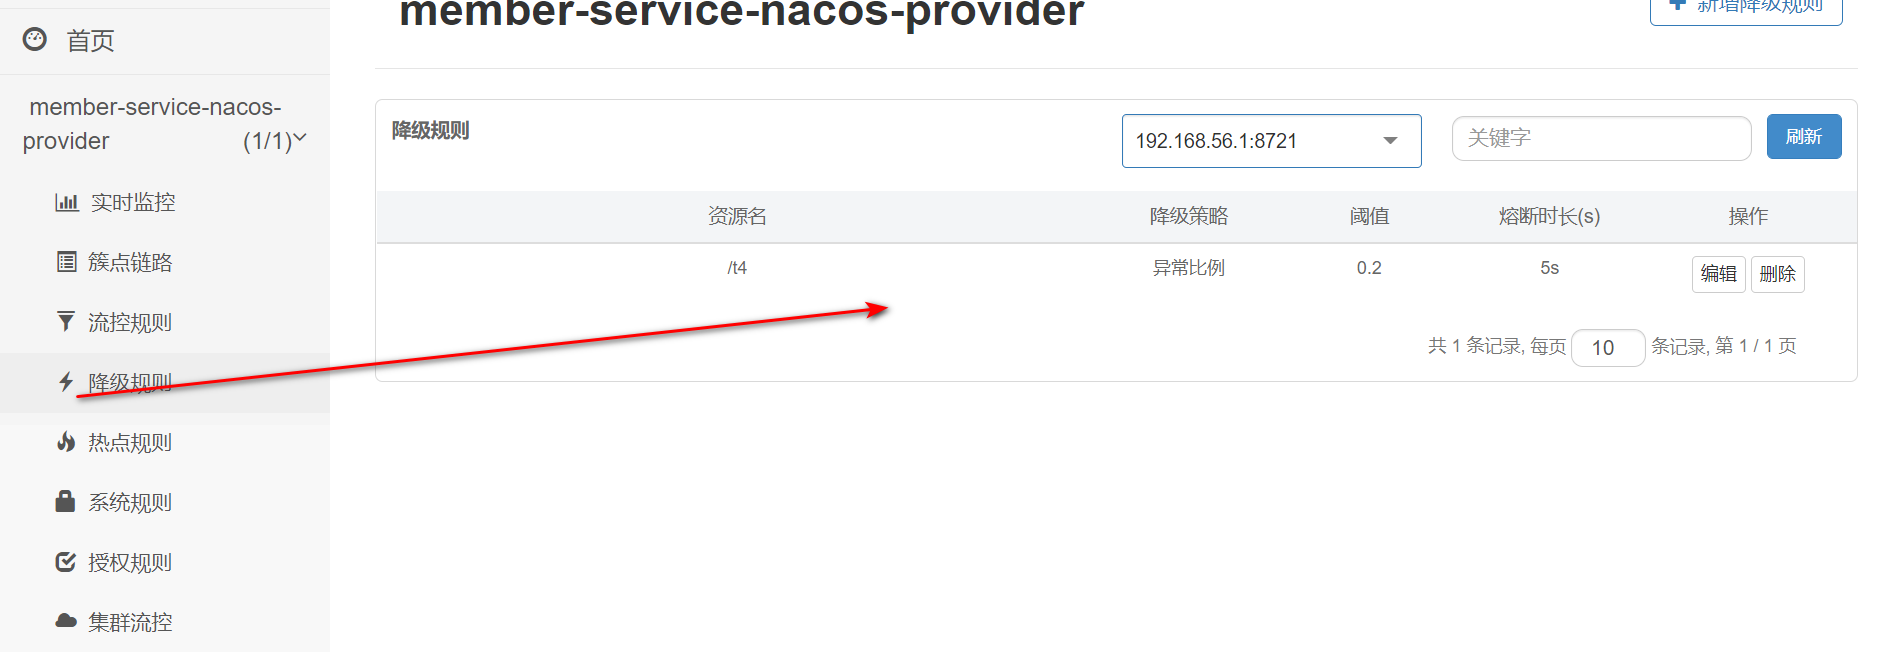 member-service-nacos-provider
新增降级规则
首页
member-service-nacos-
provider (1/1)
实时监控
簇点链路
流控规则
降级规则
热点规则
系统规则
授权规则
集群流控
降级规则
192.168.56.1:8721
关键字
刷新
资源名 降级策略 阈值 熔断时长(s) 操作
/t4 异常比例 0.2 5s 编辑 删除
共 1 条记录, 每页 10 条记录, 第 1 / 1 页